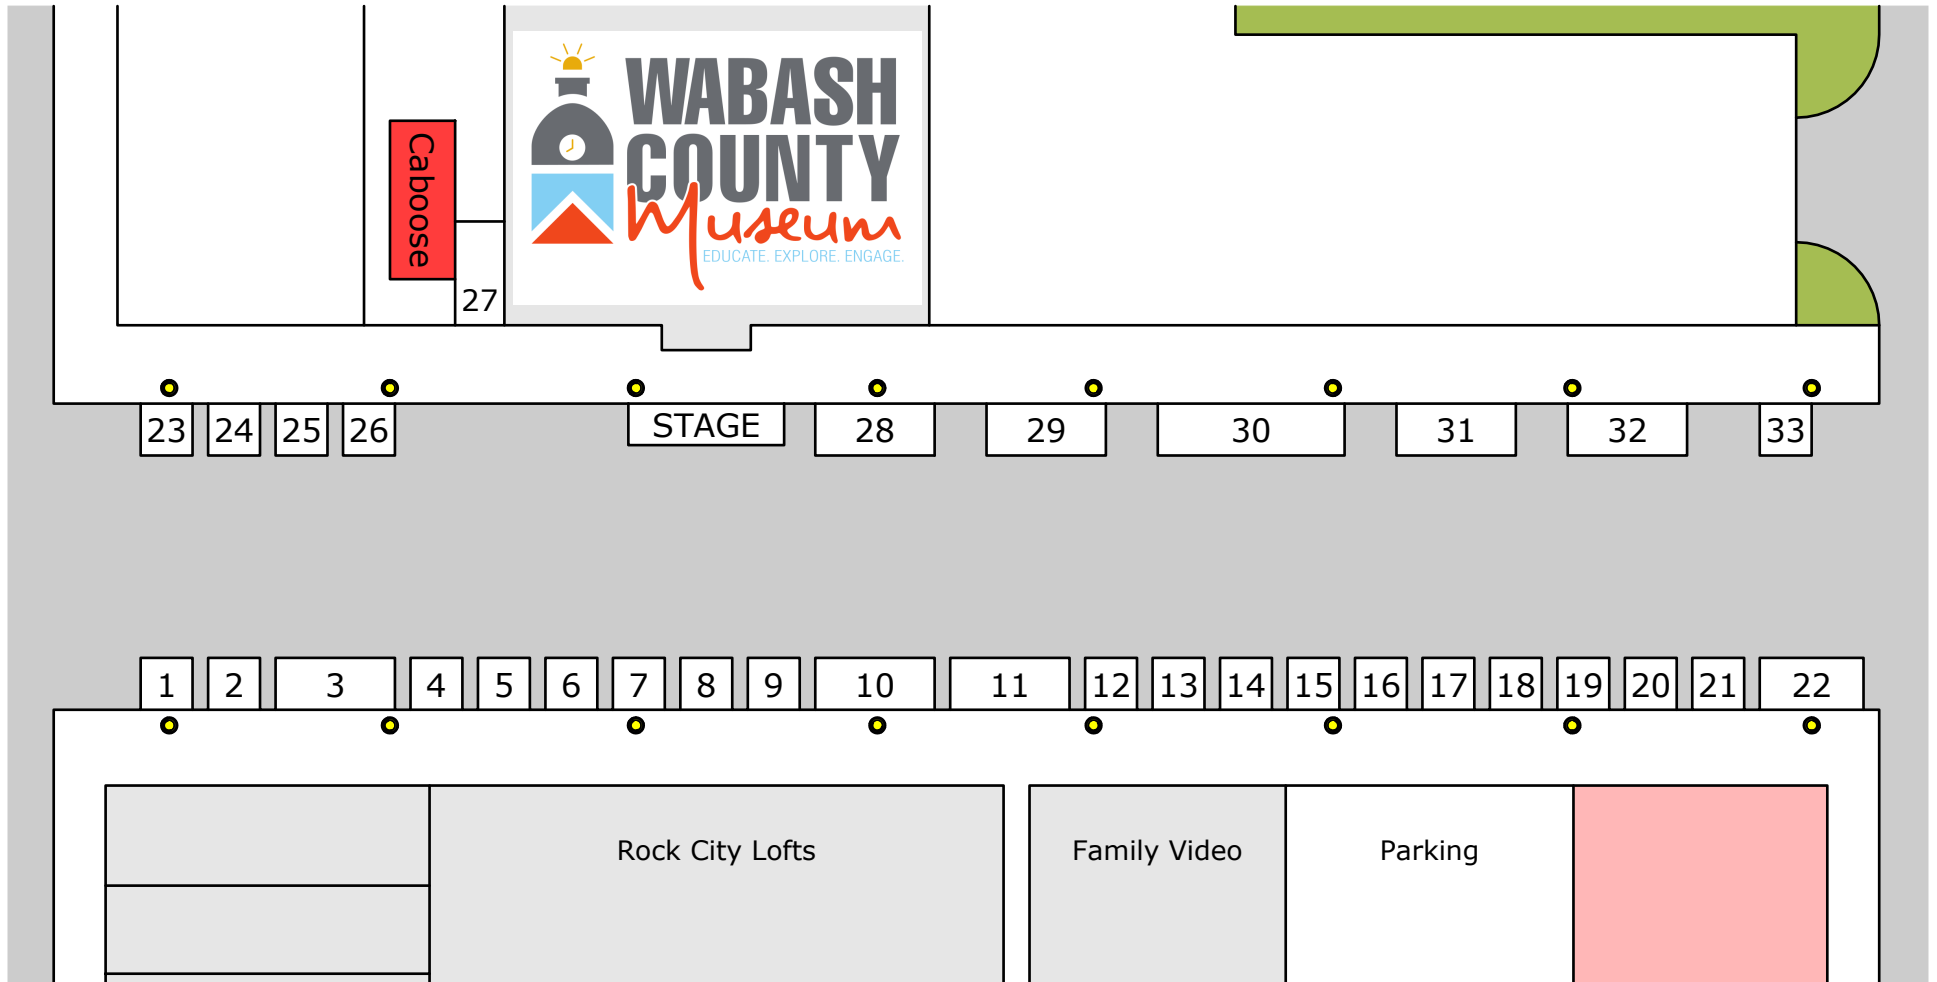 WABASH
COUNTY
Museum
EDUCATE. EXPLORE. ENGAGE.
Caboose
27
23 24 25 26 STAGE 28 29 30 31 32 33
1 2 3 4 5 6 7 8 9 10 11 12 13 14 15 16 17 18 19 20 21 22
Rock City Lofts Family Video Parking